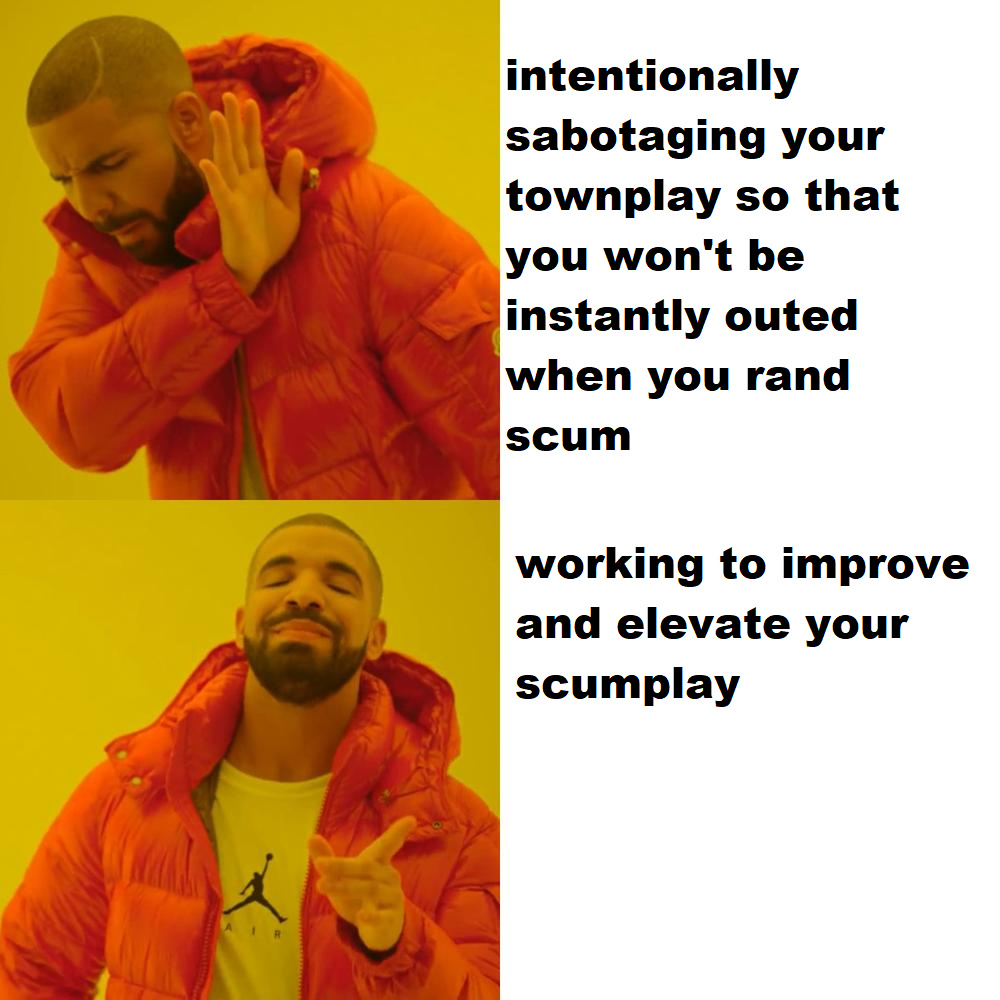 intentionally
sabotaging your
townplay so that
you won't be
instantly outed
when you rand
scum
working to improve
and elevate your
scumplay
AIR